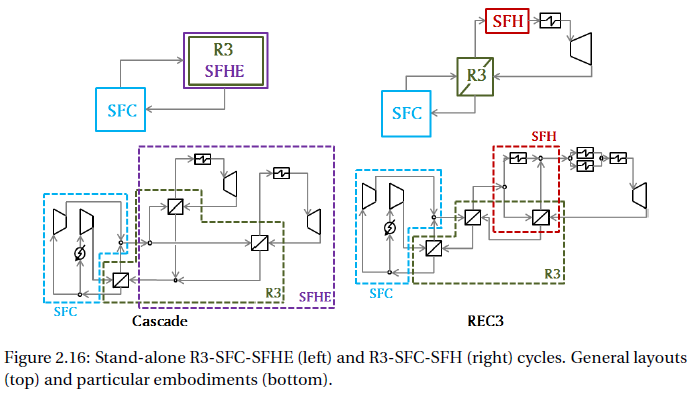 SFH
R3
SFHE
R3
SFC
SFC
SFH
R3
SFHE
SFC
R3
SFC
Cascade
REC3
Figure 2.16: Stand-alone R3-SFC-SFHE (left) and R3-SFC-SFH (right) cycles. General layouts
(top) and particular embodiments (bottom).